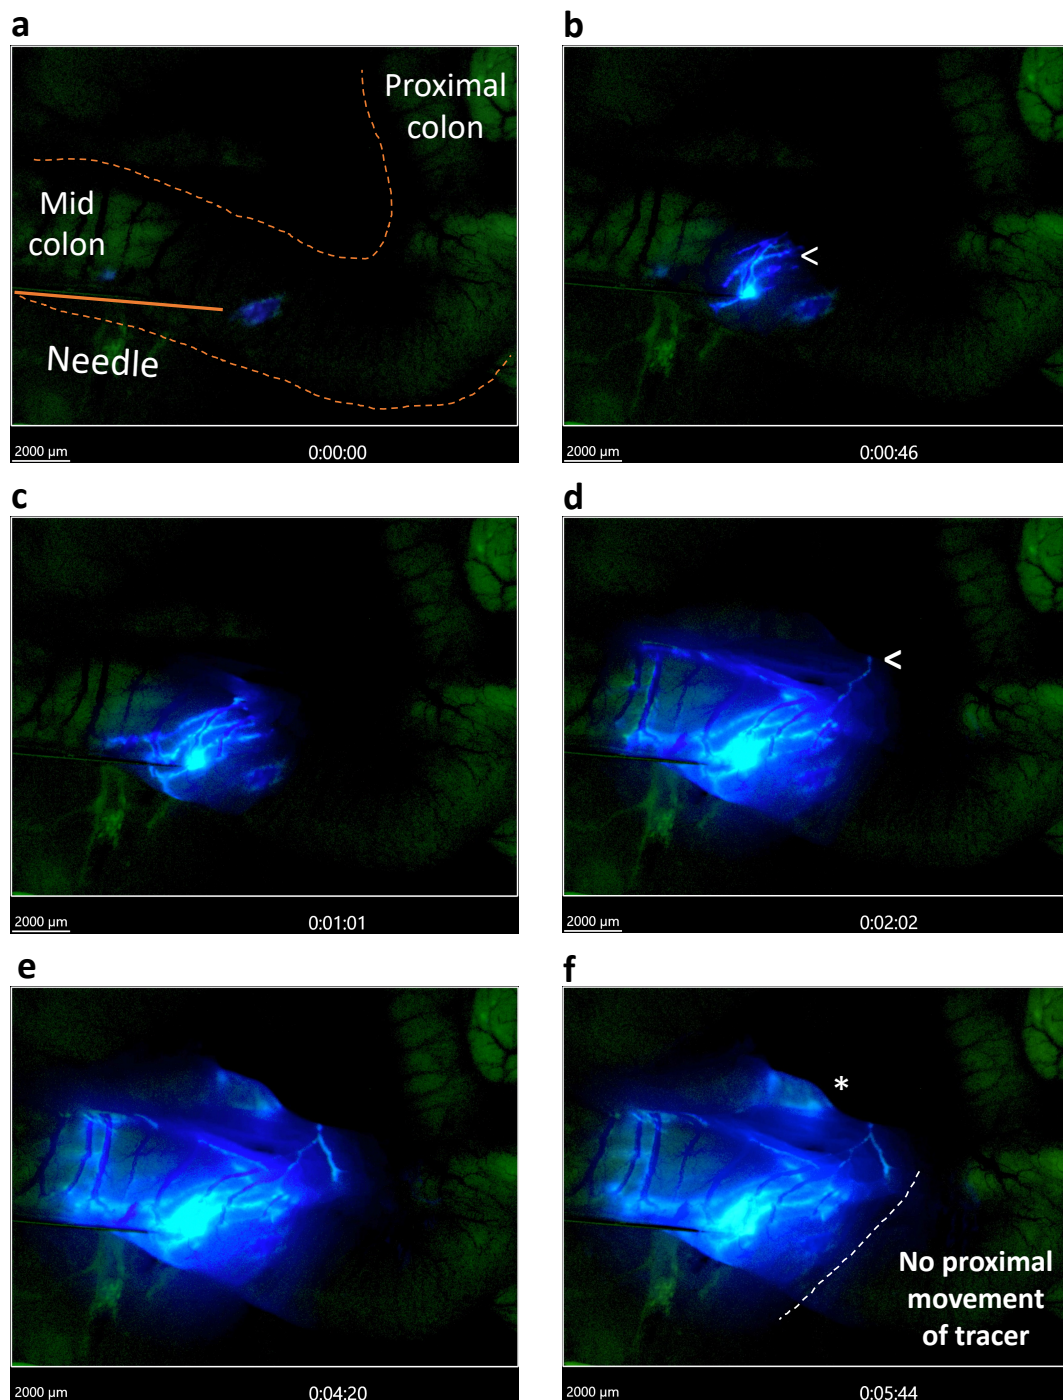 a
Proximal
colon
Mid
colon
Needle
2000 µm
0:00:00
b
<
2000 µm
0:00:46
c
2000 µm
0:01:01
d
<
2000 µm
0:02:02
e
2000 µm
0:04:20
f
*
No proximal
movement
of tracer
2000 µm
0:05:44